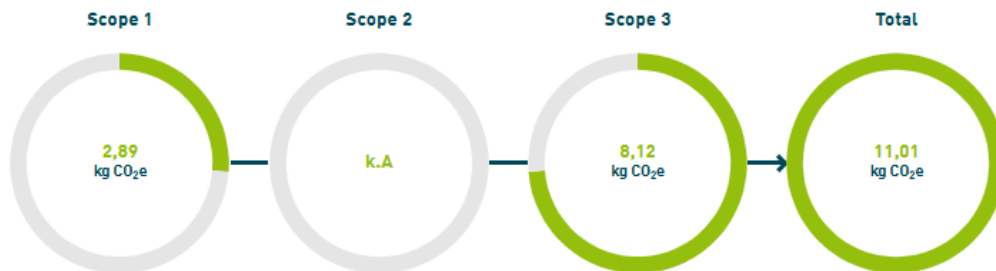 Scope 1
Scope 2
Scope 3
Total
2,89
kg CO₂e
k.A
8,12
kg CO₂e
11,01
kg CO₂e